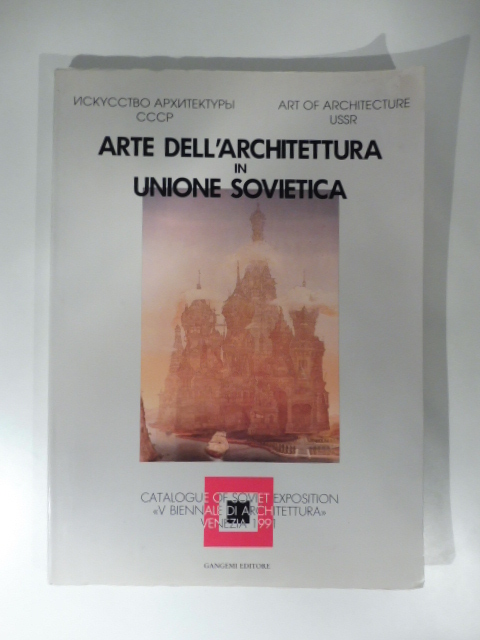 ИСКУССТВО АРХИТЕКТУРЫ
СССР
ART OF ARCHITECTURE
USSR
ARTE DELL'ARCHITETTURA
IN
UNIONE SOVIETICA
CATALOGUE OF SOVIET EXPOSITION
«V BIENNALE DI ARCHITETTURA»
VENEZIA 1991
GANGEMI EDITORE